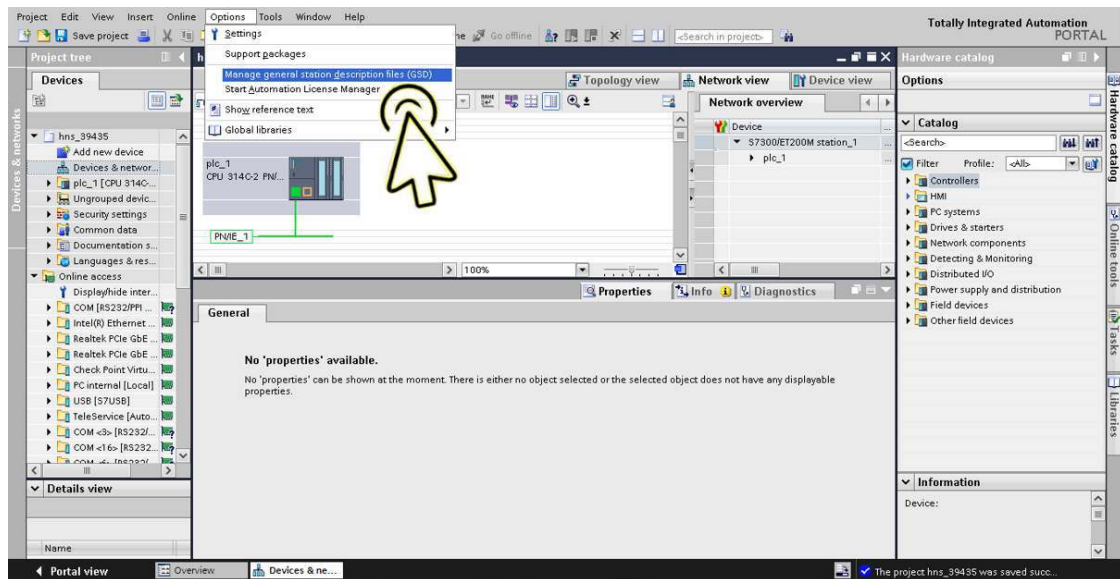 Project Edit View Insert Online Options Tools Window Help
Totally Integrated Automation
PORTAL
Save project
Go offline
<Search in project>
Settings
Support packages
Manage general station description files (GSD)
Start Automation License Manager
Show reference text
Global libraries
Project tree
Devices
hns_39435
Add new device
Devices & networ...
plc_1 [CPU 314C-...
Ungrouped devic...
Security settings
Common data
Documentation s...
Languages & res...
Online access
Display/hide inter...
COM [RS232/PPI ...
Intel(R) Ethernet ...
Realtek PCIe GbE ...
Realtek PCIe GbE ...
Check Point Virtu...
PC internal [Local]
USB [S7USB]
TeleService [Auto...
COM <3> [RS232/...
COM <16> [RS232...
Details view
Name
Devices & networks
Topology view
Network view
Device view
Network overview
Device
S7300/ET200M station_1
plc_1
plc_1
CPU 314C-2 PN/...
PN/IE_1
100%
Properties
Info
Diagnostics
General
No 'properties' available.
No 'properties' can be shown at the moment. There is either no object selected or the selected object does not have any displayable
properties.
Hardware catalog
Options
Catalog
<Search>
Filter Profile: <All>
Controllers
HMI
PC systems
Drives & starters
Network components
Detecting & Monitoring
Distributed I/O
Power supply and distribution
Field devices
Other field devices
Information
Device:
Hardware catalog
Online tools
Tasks
Libraries
Portal view
Overview
Devices & ne...
The project hns_39435 was saved succ...